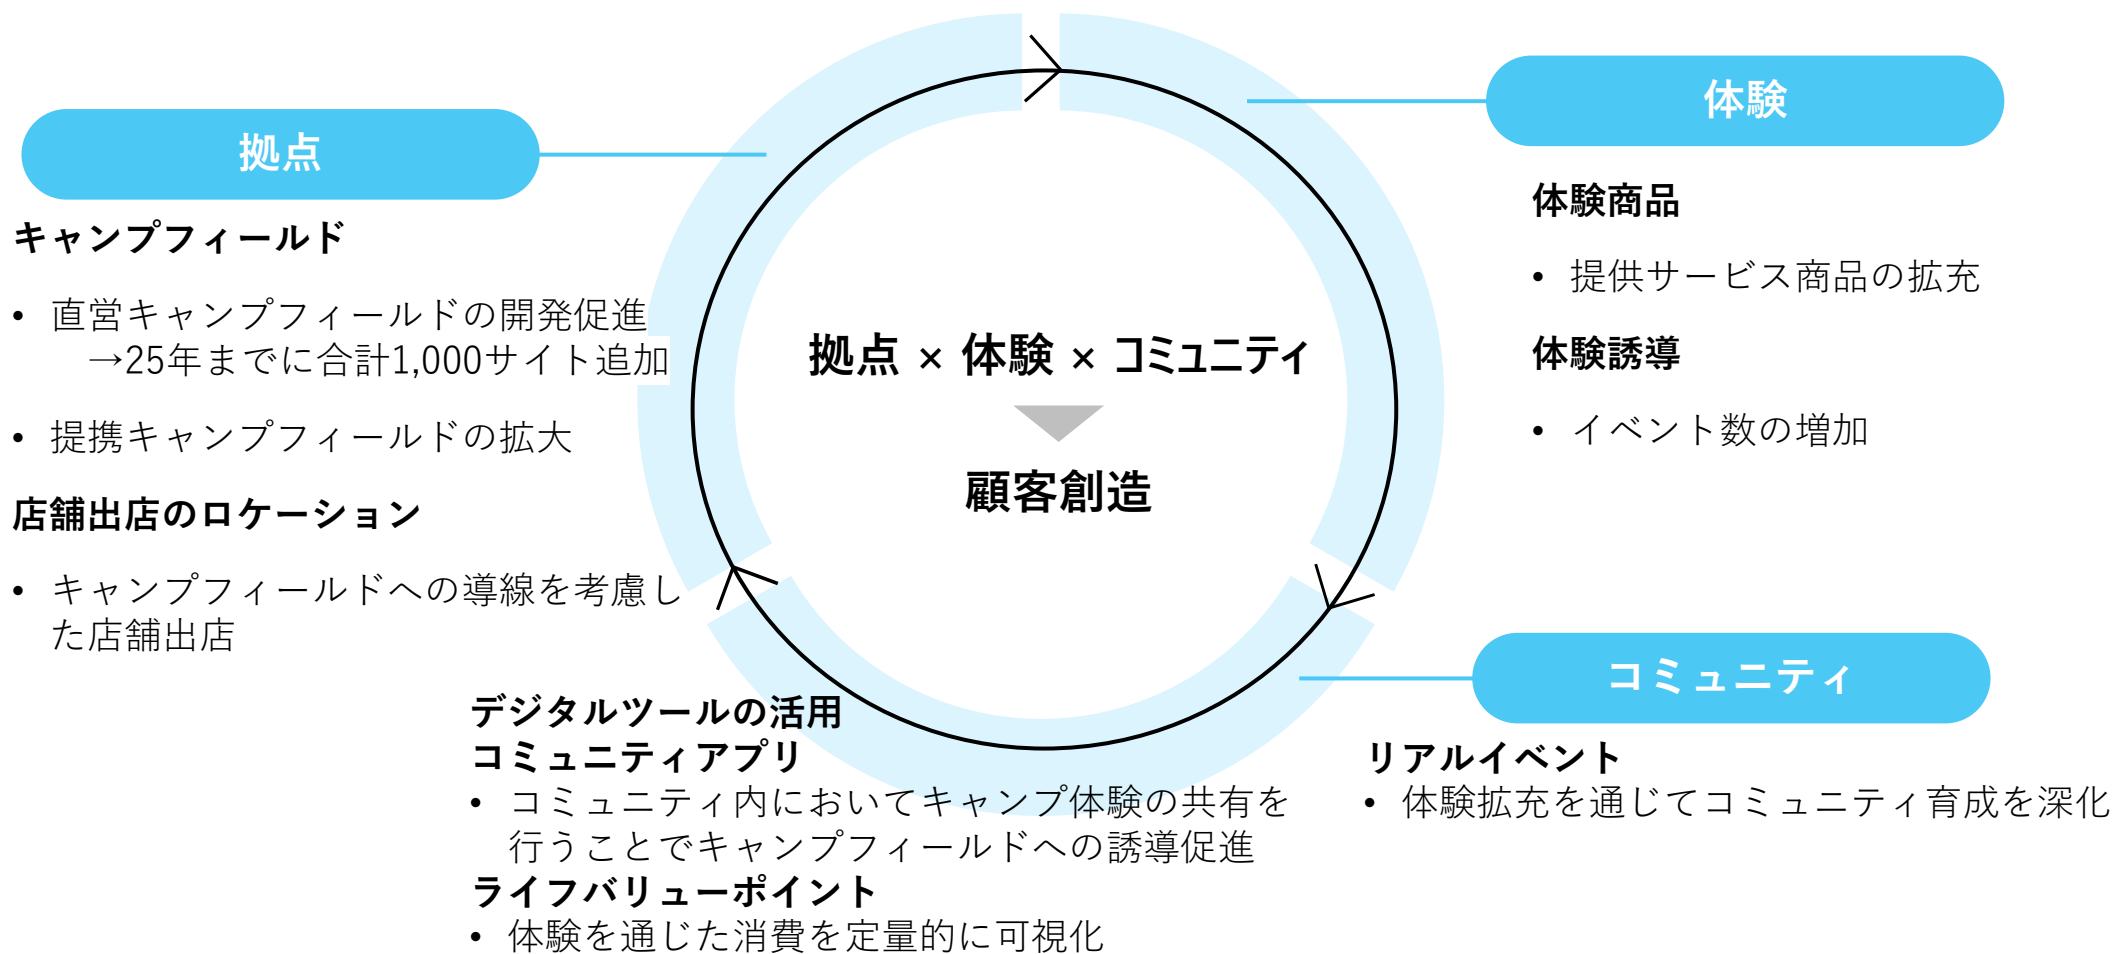 拠点
キャンプフィールド
• 直営キャンプフィールドの開発促進
→25年までに合計1,000サイト追加
• 提携キャンプフィールドの拡大
店舗出店のロケーション
• キャンプフィールドへの導線を考慮し
た店舗出店
拠点 × 体験 × コミュニティ
顧客創造
体験
体験商品
• 提供サービス商品の拡充
体験誘導
• イベント数の増加
コミュニティ
リアルイベント
• 体験拡充を通じてコミュニティ育成を深化
デジタルツールの活用
コミュニティアプリ
• コミュニティ内においてキャンプ体験の共有を
行うことでキャンプフィールドへの誘導促進
ライフバリューポイント
• 体験を通じた消費を定量的に可視化